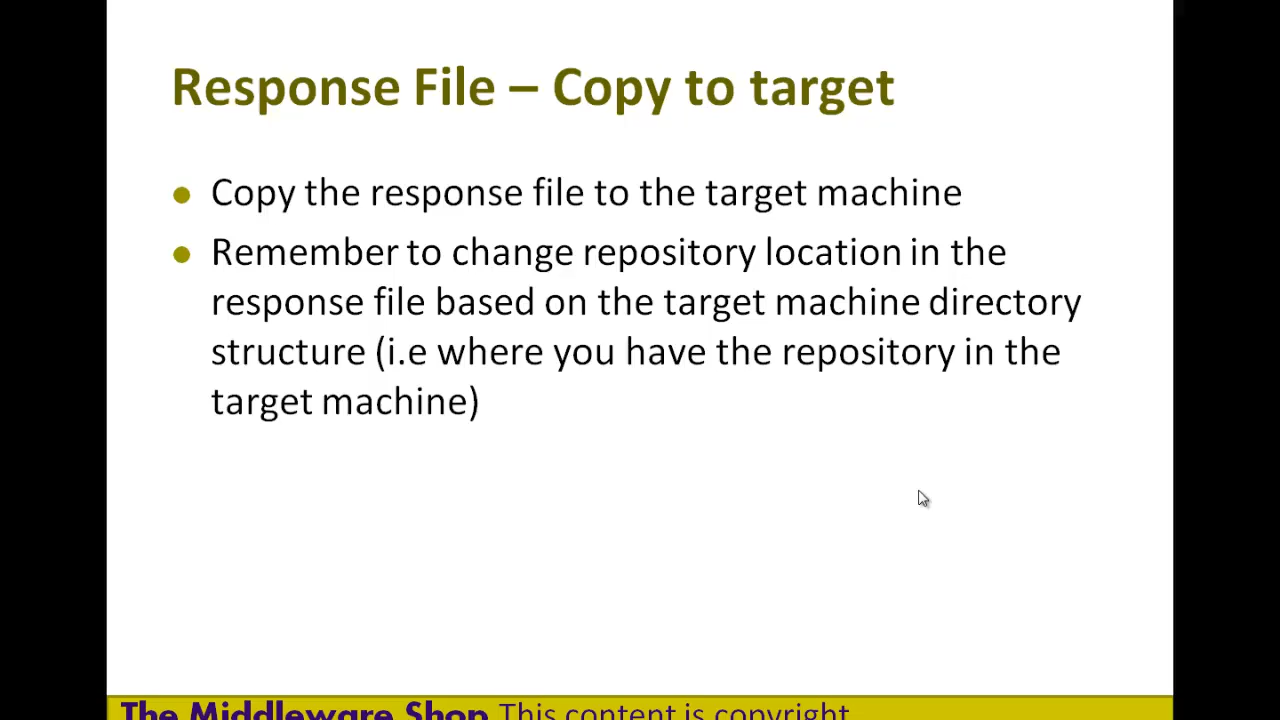 Response File – Copy to target
Copy the response file to the target machine
Remember to change repository location in the
response file based on the target machine directory
structure (i.e where you have the repository in the
target machine)
The Middleware Shop This content is copyright